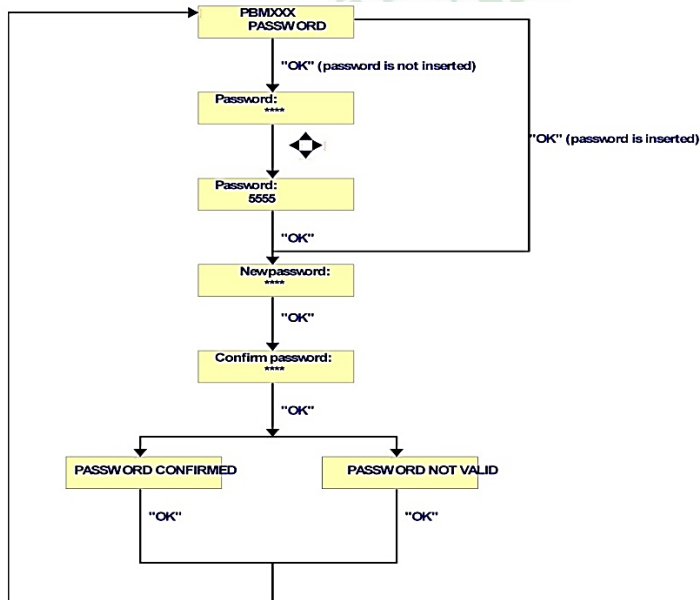 PBMXXX
PASSWORD
"OK" (password is not inserted)
Password:
****
"OK" (password is inserted)
Password:
5555
"OK"
Newpassword:
****
"OK"
Confirm password:
****
"OK"
PASSWORD CONFIRMED
PASSWORD NOT VALID
"OK"
"OK"